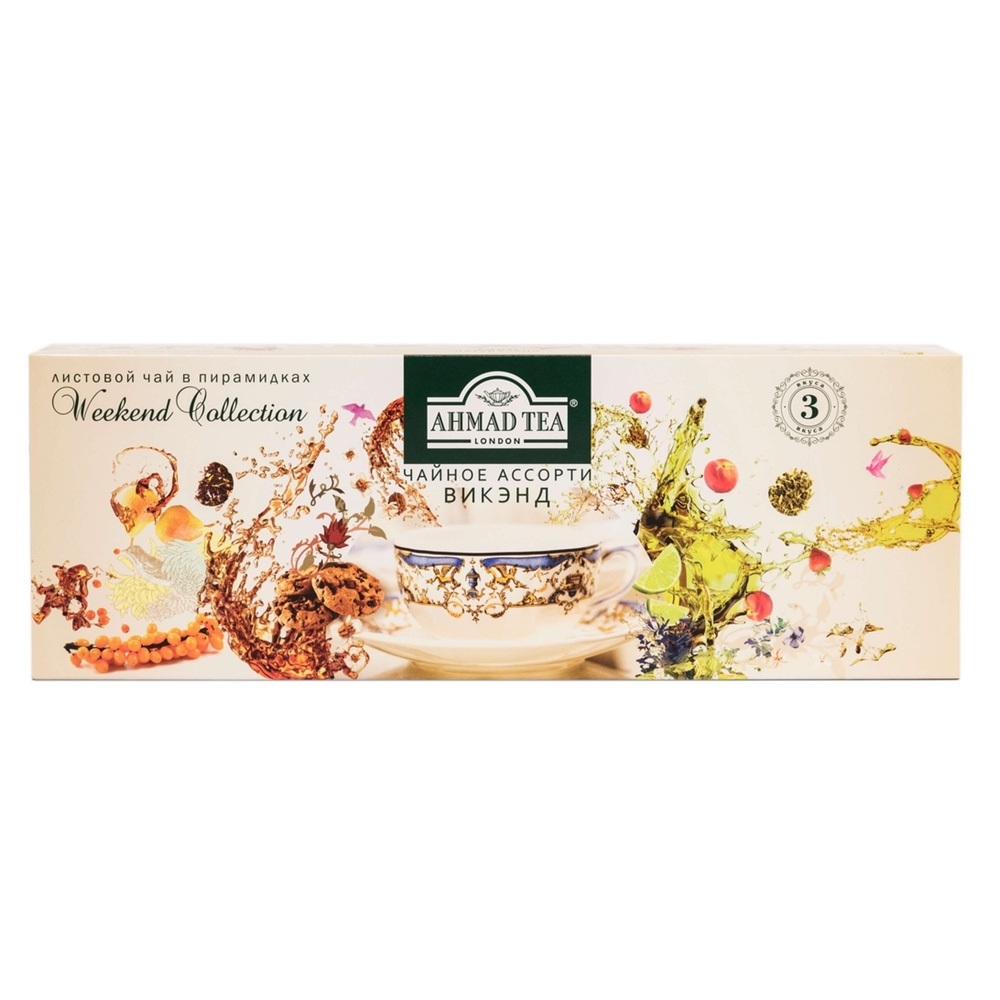 листовой чай в пирамидках
Weekend Collection
AHMAD TEA®
LONDON
ЧАЙНОЕ АССОРТИ
ВИКЭНД
вкуса
3
вкуса